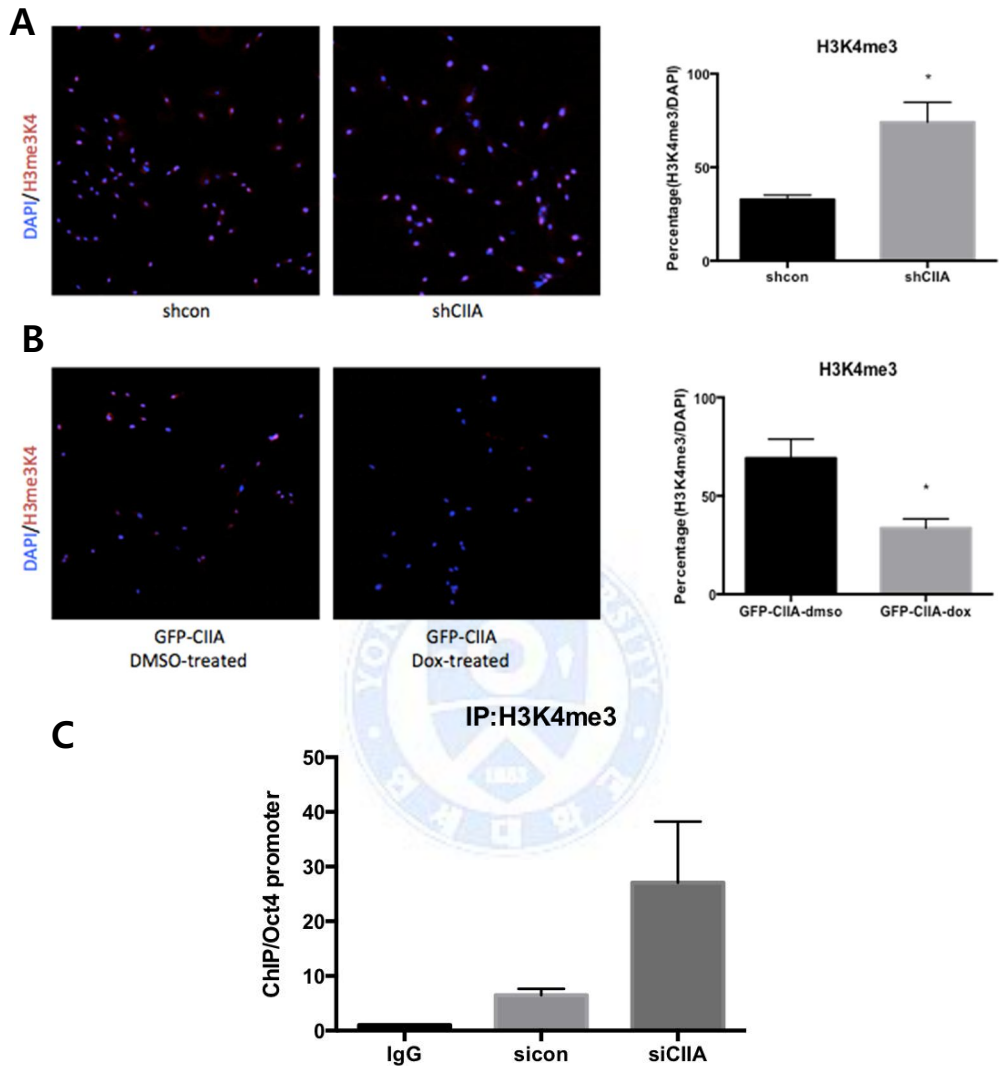 A
DAPI/H3me3K4
shcon
shCIIA
H3K4me3
Percentage(H3K4me3/DAPI)
100
50
0
shcon
shCIIA
*
B
DAPI/H3me3K4
GFP-CIIA
DMSO-treated
GFP-CIIA
Dox-treated
H3K4me3
Percentage(H3K4me3/DAPI)
100
50
0
GFP-CIIA-dmso
GFP-CIIA-dox
*
C
IP:H3K4me3
ChIP/Oct4 promoter
50
40
30
20
10
0
IgG
sicon
siCIIA
1885